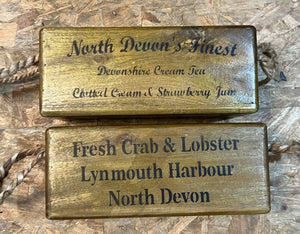 North Devon's Finest
Devonshire Cream Tea
Clotted Cream & Strawberry Jam
Fresh Crab & Lobster
Lynmouth Harbour
North Devon